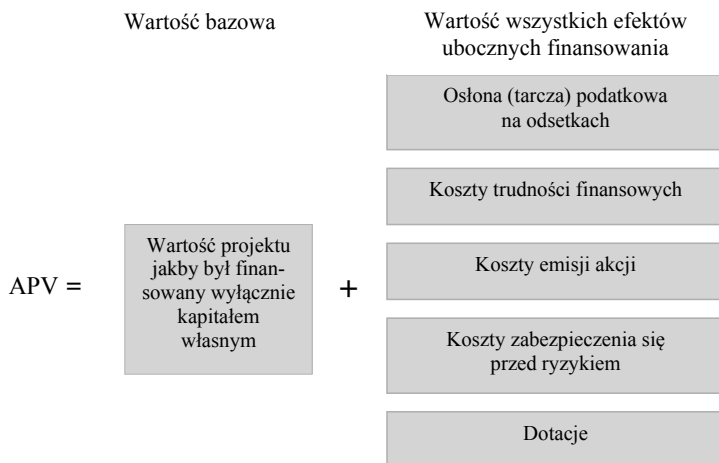 Wartość bazowa
Wartość wszystkich efektów
ubocznych finansowania
APV =
Wartość projektu
jakby był finan-
sowany wyłącznie
kapitałem
własnym
+
Osłona (tarcza) podatkowa
na odsetkach
Koszty trudności finansowych
Koszty emisji akcji
Koszty zabezpieczenia się
przed ryzykiem
Dotacje